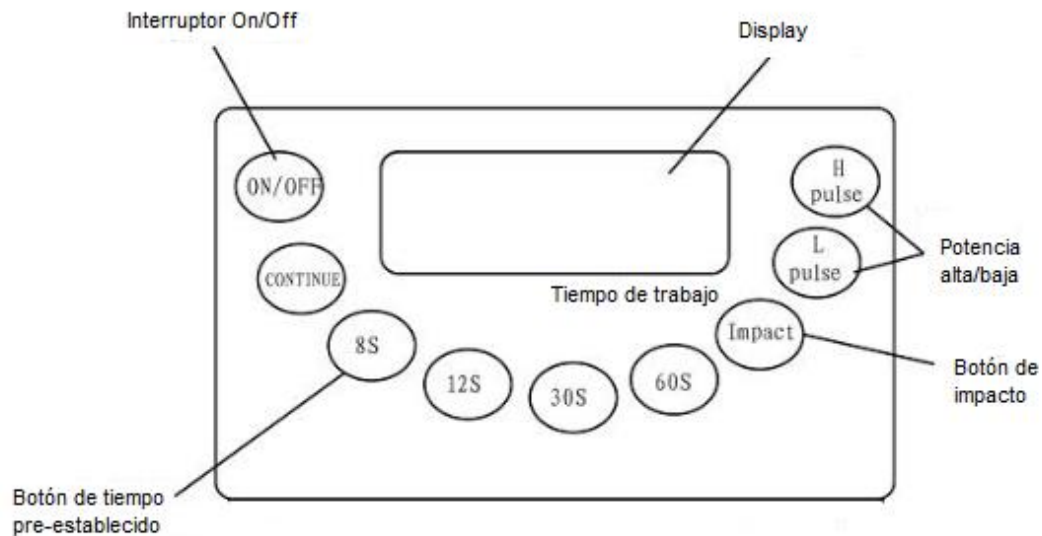 Interruptor On/Off
Display
ON/OFF
H
pulse
CONTINUE
L
pulse
Potencia
alta/baja
Tiempo de trabajo
8S
12S
30S
60S
Impact
Botón de
impacto
Botón de tiempo
pre-establecido